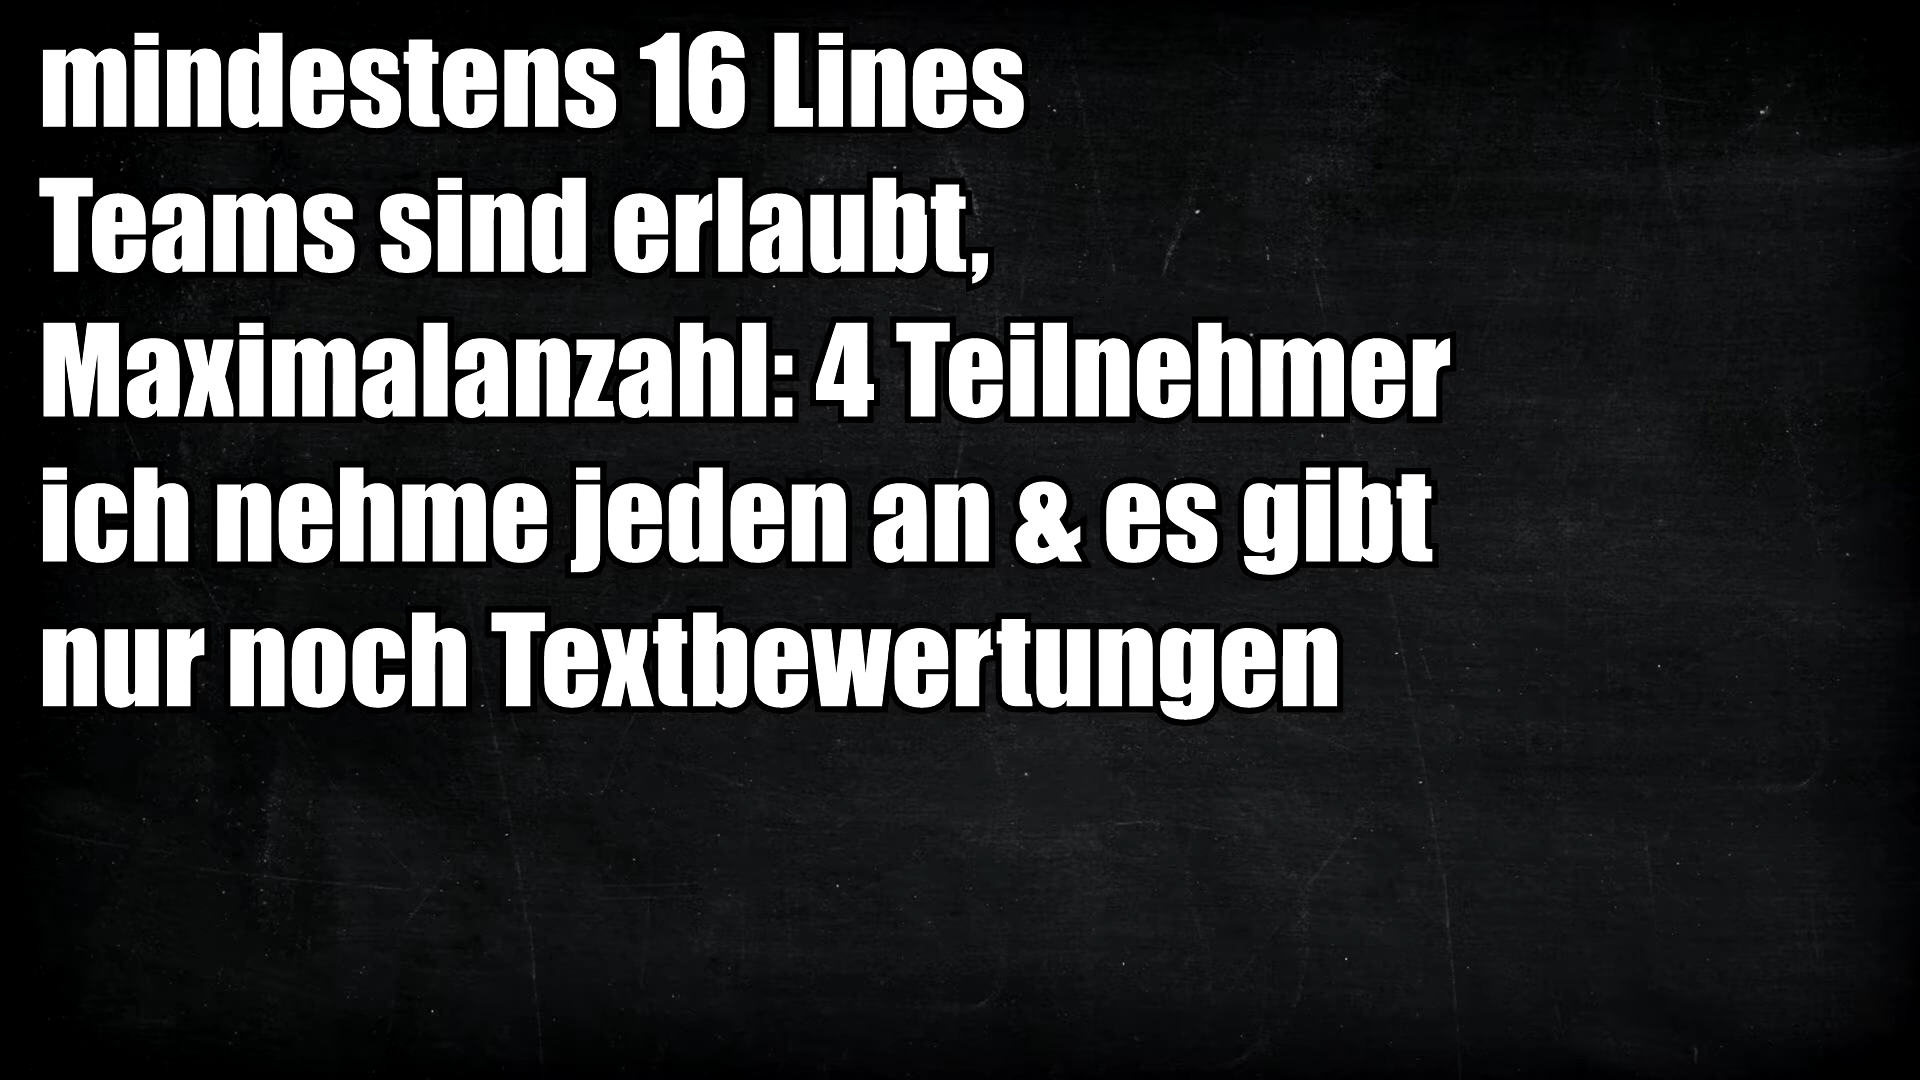 mindestens 16 Lines
Teams sind erlaubt,
Maximalanzahl: 4 Teilnehmer
ich nehme jeden an & es gibt
nur noch Textbewertungen